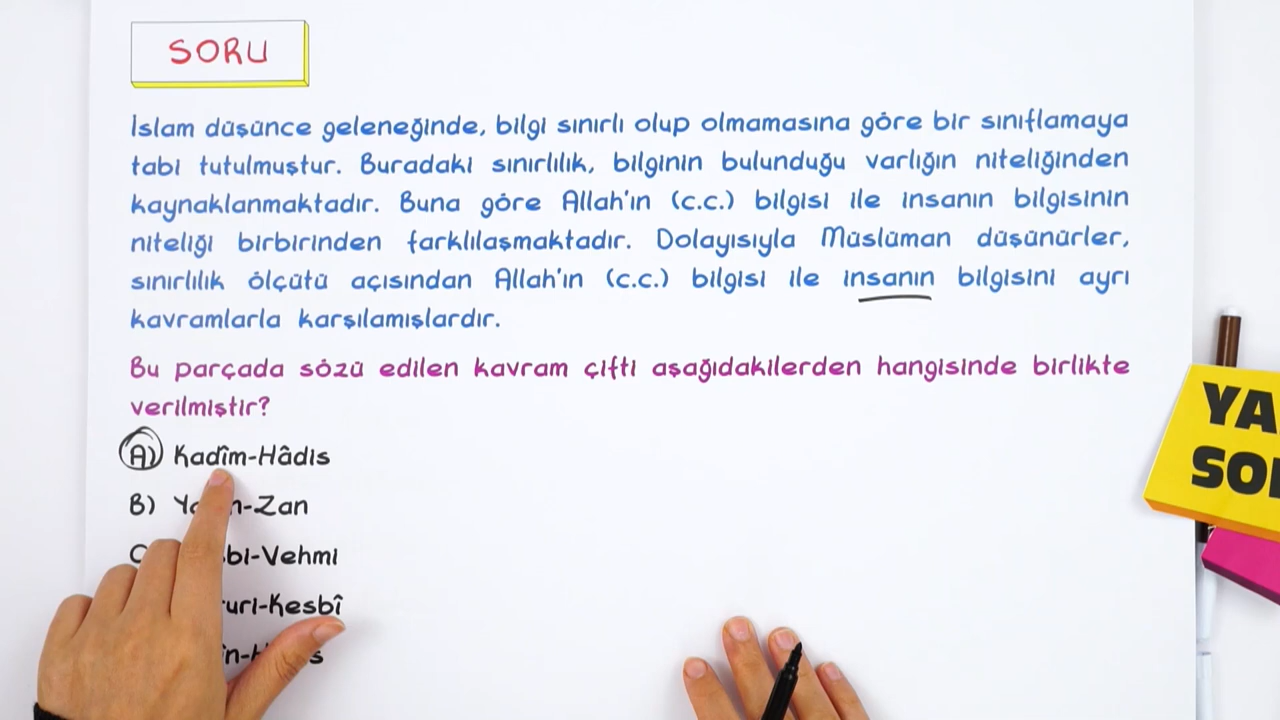 SORU
İslam düşünce geleneğinde, bilgi sınırlı olup olmamasına göre bir sınıflamaya
tabi tutulmuştur. Buradaki sınırlılık, bilginin bulunduğu varlığın niteliğinden
kaynaklanmaktadır. Buna göre Allah'ın (c.c.) bilgisi ile insanın bilgisinin
niteliği birbirinden farklılaşmaktadır. Dolayısıyla Müslüman düşünürler,
sınırlılık ölçütü açısından Allah'ın (c.c.) bilgisi ile insanın bilgisini ayrı
kavramlarla karşılamışlardır.
Bu parçada sözü edilen kavram çifti aşağıdakilerden hangisinde birlikte
verilmiştir?
A) Kadîm-Hâdis
B) -Zan
-Vehmi
-Kesbî
YA
SO